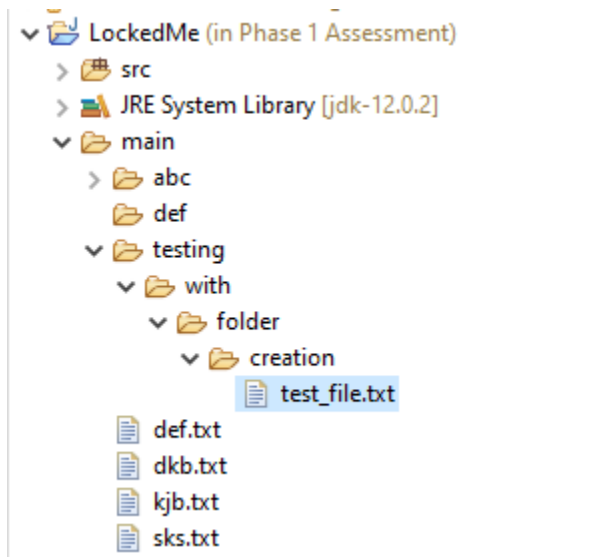 LockedMe (in Phase 1 Assessment)
src
JRE System Library [jdk-12.0.2]
main
abc
def
testing
with
folder
creation
test_file.txt
def.txt
dkb.txt
kjb.txt
sks.txt